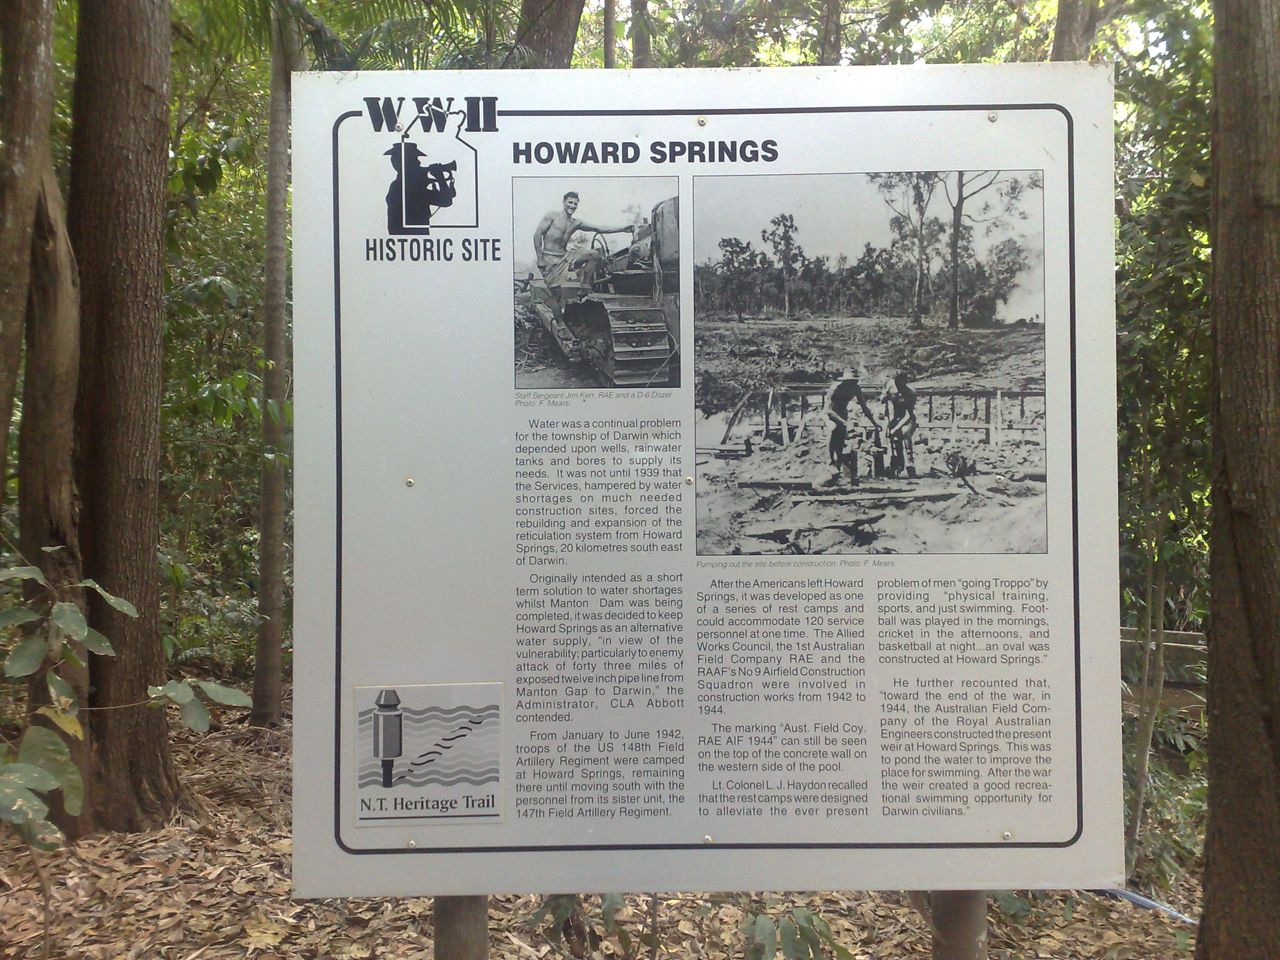 WWII
HISTORIC SITE
HOWARD SPRINGS
Staff Sergeant Jim Kerr, RAE and a D-6 Dozer
Photo: F. Mears.
Water was a continual problem
for the township of Darwin which
depended upon wells, rainwater
tanks and bores to supply its
needs. It was not until 1939 that
the Services, hampered by water
shortages on much needed
construction sites, forced the
rebuilding and expansion of the
reticulation system from Howard
Springs, 20 kilometres south east
of Darwin.
Originally intended as a short
term solution to water shortages
whilst Manton Dam was being
completed, it was decided to keep
Howard Springs as an alternative
water supply, "in view of the
vulnerability; particularly to enemy
attack of forty three miles of
exposed twelve inch pipe line from
Manton Gap to Darwin," the
Administrator, CLA Abbott
contended.
From January to June 1942,
troops of the US 148th Field
Artillery Regiment were camped
at Howard Springs, remaining
there until moving south with the
personnel from its sister unit, the
147th Field Artillery Regiment.
Pumping out the site before construction. Photo: F. Mears.
After the Americans left Howard
Springs, it was developed as one
of a series of rest camps and
could accommodate 120 service
personnel at one time. The Allied
Works Council, the 1st Australian
Field Company RAE and the
RAAF's No 9 Airfield Construction
Squadron were involved in
construction works from 1942 to
1944.
The marking "Aust. Field Coy.
RAE AIF 1944" can still be seen
on the top of the concrete wall on
the western side of the pool.
Lt. Colonel L. J. Haydon recalled
that the rest camps were designed
to alleviate the ever present
problem of men "going Troppo" by
providing "physical training,
sports, and just swimming. Foot-
ball was played in the mornings,
cricket in the afternoons, and
basketball at night...an oval was
constructed at Howard Springs."
He further recounted that,
"toward the end of the war, in
1944, the Australian Field Com-
pany of the Royal Australian
Engineers constructed the present
weir at Howard Springs. This was
to pond the water to improve the
place for swimming. After the war
the weir created a good recrea-
tional swimming opportunity for
Darwin civilians."
N.T. Heritage Trail